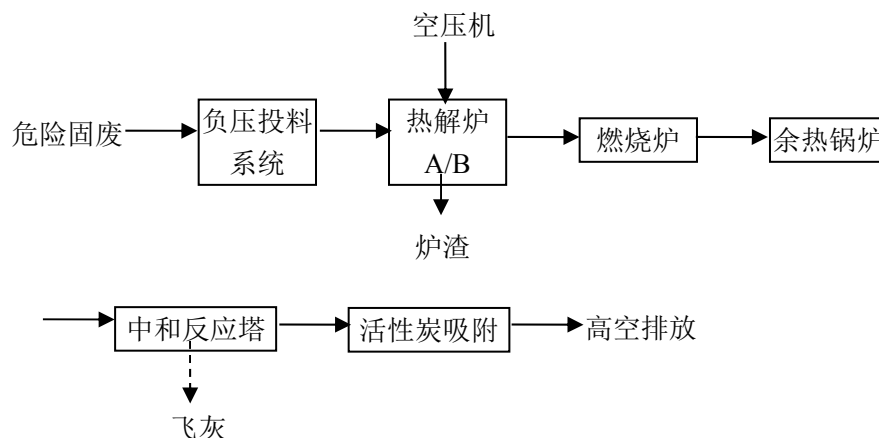 空压机
危险固废
负压投料
系统
热解炉
A/B
燃烧炉
余热锅炉
炉渣
中和反应塔
活性炭吸附
高空排放
飞灰